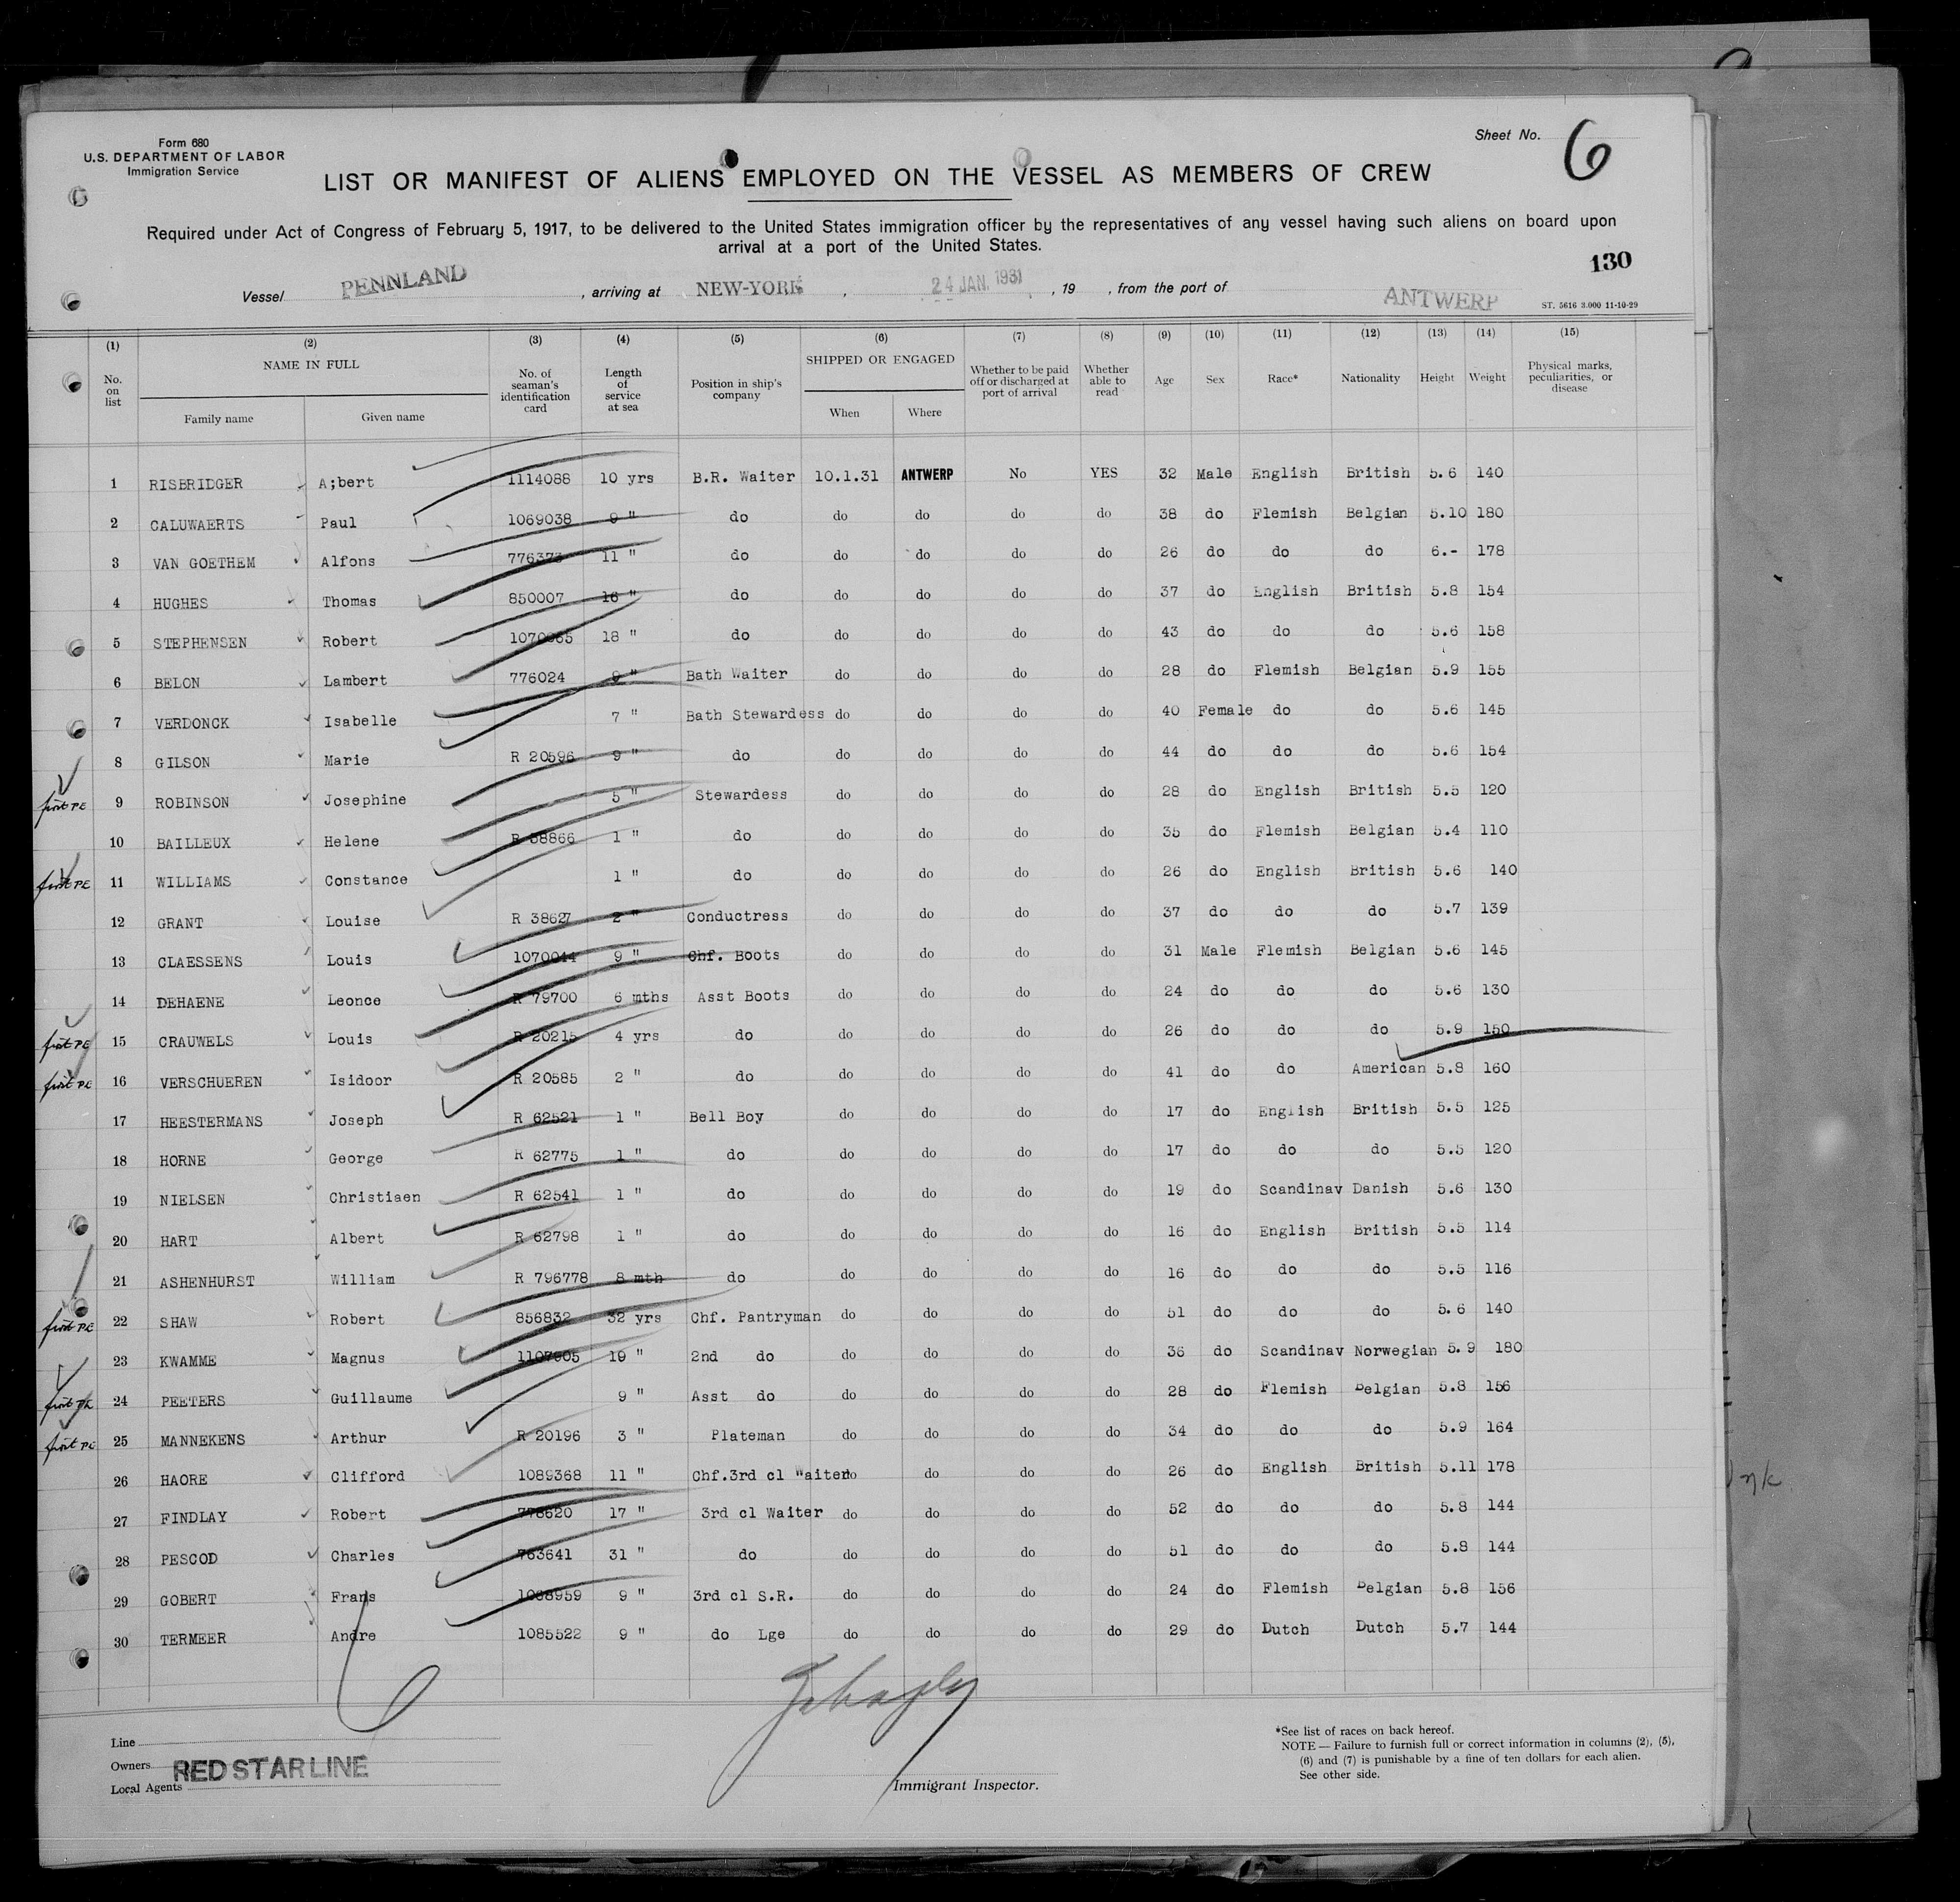 Form 680
U.S. DEPARTMENT OF LABOR
Immigration Service
Sheet No. 6
LIST OR MANIFEST OF ALIENS EMPLOYED ON THE VESSEL AS MEMBERS OF CREW
Required under Act of Congress of February 5, 1917, to be delivered to the United States immigration officer by the representatives of any vessel having such aliens on board upon
arrival at a port of the United States.
130
Vessel PENNLAND , arriving at NEW-YORK , 24 JAN. 1931 , 19 , from the port of ANTWERP
ST. 5616 3.000 11-10-29
(1) (2) (3) (4) (5) (6) (7) (8) (9) (10) (11) (12) (13) (14) (15)
No. on list NAME IN FULL Family name Given name No. of seaman's identification card Length of service at sea Position in ship's company SHIPPED OR ENGAGED When Where Whether to be paid off or discharged at port of arrival Whether able to read Age Sex Race* Nationality Height Weight Physical marks, peculiarities, or disease
1 RISBRIDGER A;bert 1114088 10 yrs B.R. Waiter 10.1.31 ANTWERP No YES 32 Male English British 5.6 140
2 CALUWAERTS Paul 1069038 9 " do do do do do 38 do Flemish Belgian 5.10 180
3 VAN GOETHEM Alfons 776373 11 " do do do do do 26 do do do 6.- 178
4 HUGHES Thomas 850007 16 " do do do do do 37 do English British 5.8 154
5 STEPHENSEN Robert 18 " do do do do do 43 do do do 5.6 158
6 BELON Lambert 776024 9 " Bath Waiter do do do do 28 do Flemish Belgian 5.9 155
7 VERDONCK Isabelle 7 " Bath Stewardess do do do do 40 Female do do 5.6 145
8 GILSON Marie R 20596 9 " do do do do do 44 do do do 5.6 154
first PE 9 ROBINSON Josephine 5 " Stewardess do do do do 28 do English British 5.5 120
10 BAILLEUX Helene R 38866 1 " do do do do do 35 do Flemish Belgian 5.4 110
first PE 11 WILLIAMS Constance 1 " do do do do do 26 do English British 5.6 140
12 GRANT Louise R 38627 2 " Conductress do do do do 37 do do do 5.7 139
13 CLAESSENS Louis 1070044 9 " Chf. Boots do do do do 31 Male Flemish Belgian 5.6 145
14 DEHAENE Leonce R 79700 6 mths Asst Boots do do do do 24 do do do 5.6 130
first PE 15 CRAUWELS Louis R 20215 4 yrs do do do do do 26 do do do 5.9 150
first PE 16 VERSCHUEREN Isidoor R 20585 2 " do do do do do 41 do do American 5.8 160
17 HEESTERMANS Joseph R 62521 1 " Bell Boy do do do do 17 do English British 5.5 125
18 HORNE George R 62775 1 " do do do do do 17 do do do 5.5 120
19 NIELSEN Christiaen R 62541 1 " do do do do do 19 do Scandinav Danish 5.6 130
20 HART Albert R 62798 1 " do do do do do 16 do English British 5.5 114
21 ASHENHURST William R 796778 8 mth do do do do do 16 do do do 5.5 116
first PE 22 SHAW Robert 856832 32 yrs Chf. Pantryman do do do do 51 do do do 5.6 140
23 KWAMME Magnus 1107905 19 " 2nd do do do do do 36 do Scandinav Norwegian 5.9 180
first PE 24 PEETERS Guillaume 9 " Asst do do do do do 28 do Flemish Belgian 5.8 156
first PE 25 MANNEKENS Arthur R 20196 3 " Plateman do do do do 34 do do do 5.9 164
26 HAORE Clifford 1089368 11 " Chf.3rd cl Waiter do do do do 26 do English British 5.11 178
27 FINDLAY Robert 778620 17 " 3rd cl Waiter do do do do 52 do do do 5.8 144
28 PESCOD Charles 763641 31 " do do do do do 51 do do do 5.8 144
29 GOBERT Frans 9 " 3rd cl S.R. do do do do 24 do Flemish Belgian 5.8 156
30 TERMEER Andre 1085522 9 " do Lge do do do do 29 do Dutch Dutch 5.7 144
Line
Owners RED STAR LINE
Local Agents
Immigrant Inspector.
*See list of races on back hereof.
NOTE — Failure to furnish full or correct information in columns (2), (5),
(6) and (7) is punishable by a fine of ten dollars for each alien.
See other side.